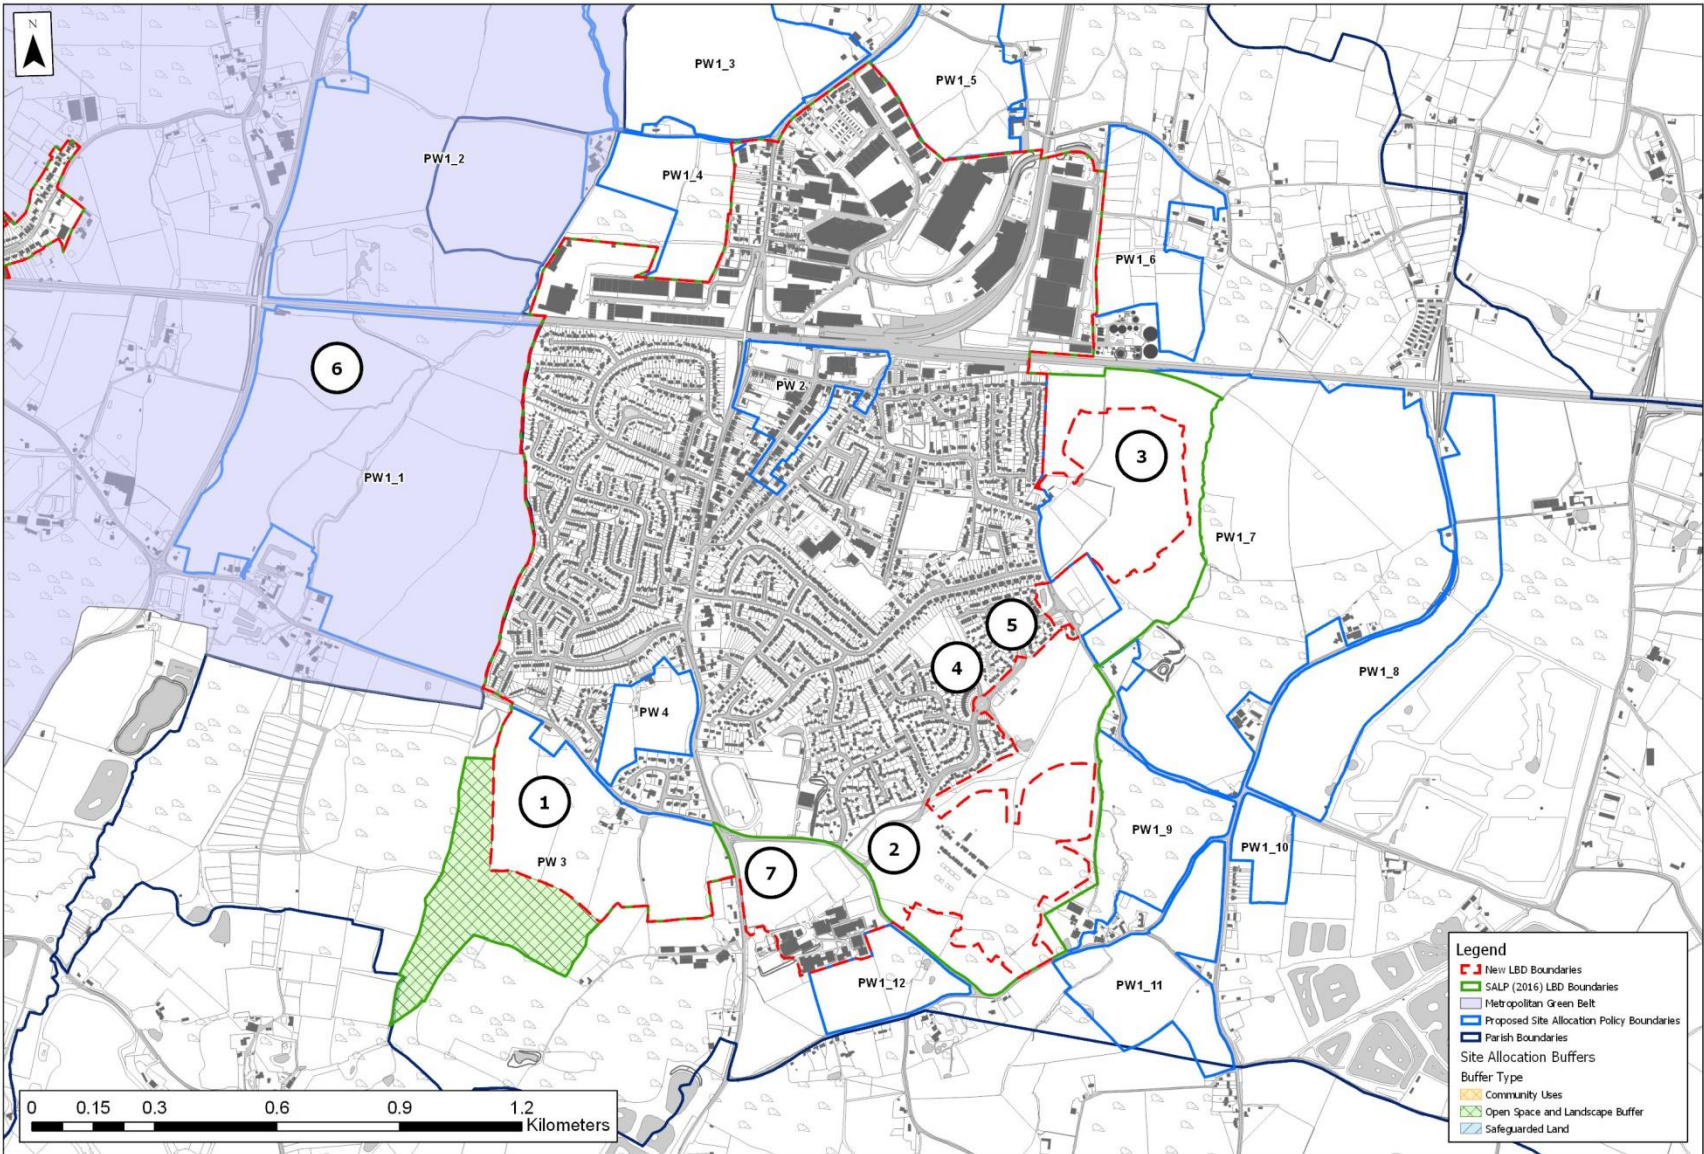 N
PW1_3
PW1_5
PW1_2
PW1_4
PW1_6
6
PW 2
3
PW1_1
PW1_7
5
4
PW1_8
PW 4
1
PW1_9
2
PW1_10
PW 3
7
PW1_12
PW1_11
Legend
New LBD Boundaries
SALP (2016) LBD Boundaries
Metropolitan Green Belt
Proposed Site Allocation Policy Boundaries
Parish Boundaries
Site Allocation Buffers
Buffer Type
Community Uses
Open Space and Landscape Buffer
Safeguarded Land
0 0.15 0.3 0.6 0.9 1.2
Kilometers